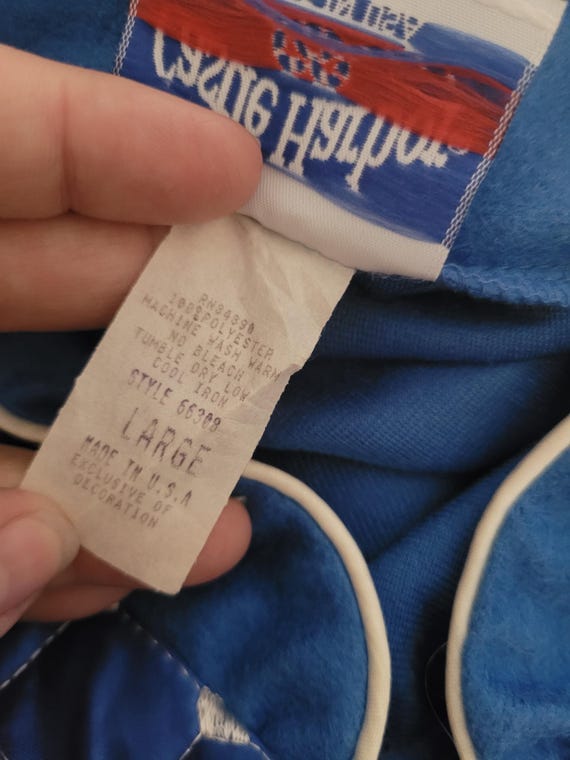 RN84890
100%POLYESTER
MACHINE WASH WARM
NO BLEACH
TUMBLE DRY LOW
COOL IRON
STYLE 66308
LARGE
MADE IN U.S.A
EXCLUSIVE OF
DECORATION